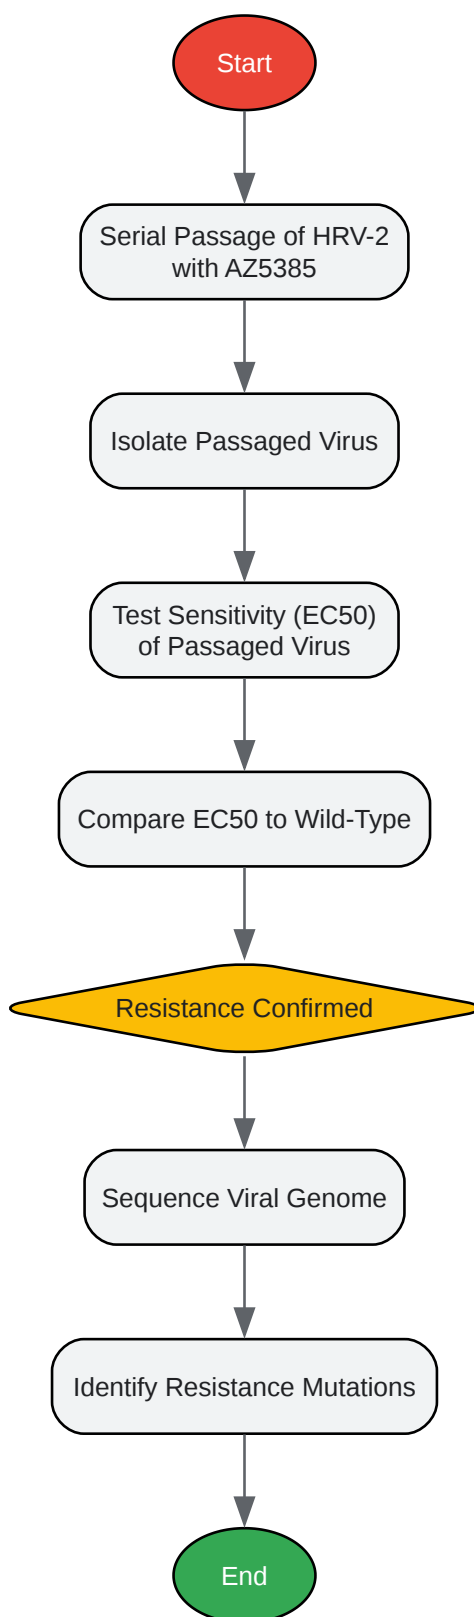 Start
Serial Passage of HRV-2
with AZ5385
Isolate Passaged Virus
Test Sensitivity (EC50)
of Passaged Virus
Compare EC50 to Wild-Type
Resistance Confirmed
Sequence Viral Genome
Identify Resistance Mutations
End